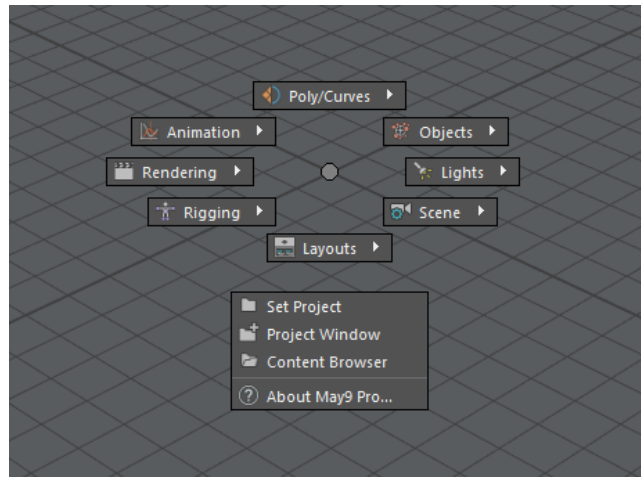 Poly/Curves
Animation
Objects
Rendering
Lights
Rigging
Scene
Layouts
Set Project
Project Window
Content Browser
About May9 Pro...